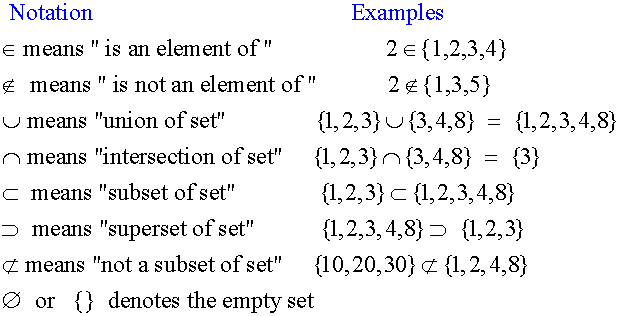 Notation Examples
∈ means " is an element of " 2 ∈ {1,2,3,4}
∉ means " is not an element of " 2 ∉ {1,3,5}
∪ means "union of set" {1,2,3} ∪ {3,4,8} = {1,2,3,4,8}
∩ means "intersection of set" {1,2,3} ∩ {3,4,8} = {3}
⊂ means "subset of set" {1,2,3} ⊂ {1,2,3,4,8}
⊃ means "superset of set" {1,2,3,4,8} ⊃ {1,2,3}
⊄ means "not a subset of set" {10,20,30} ⊄ {1,2,4,8}
∅ or {} denotes the empty set